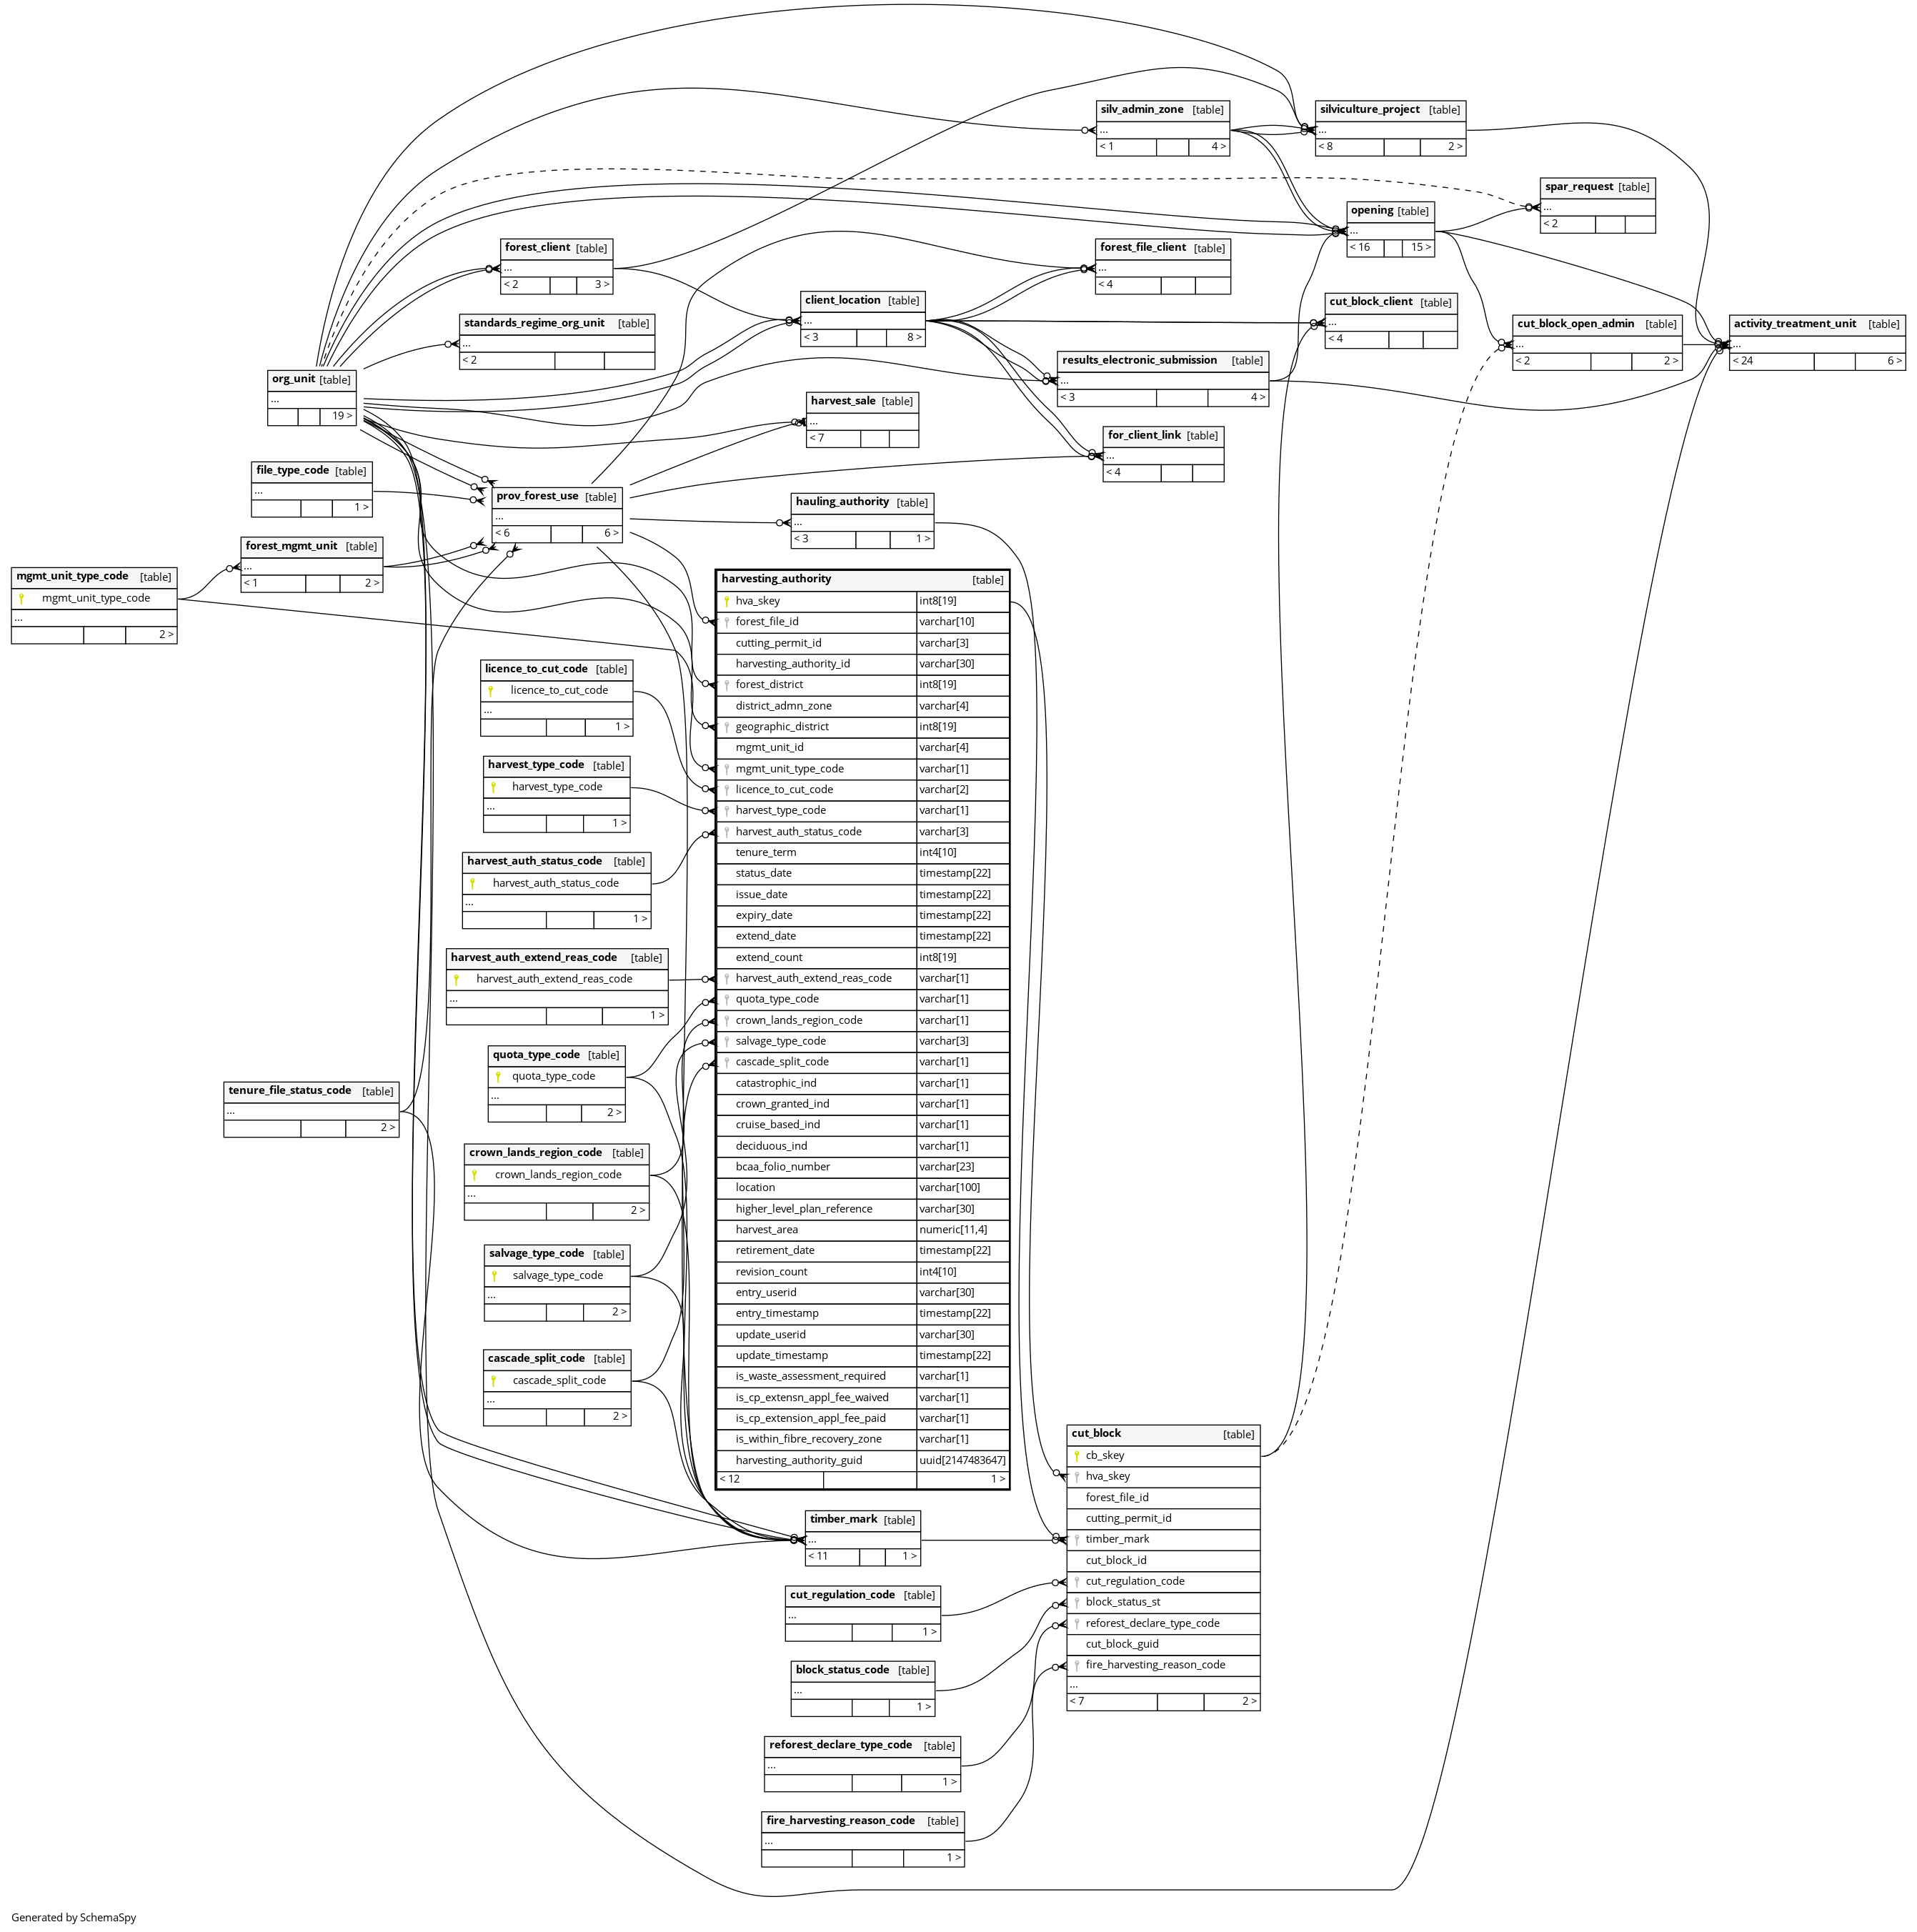 silv_admin_zone [table]
...
< 1 4 >
silviculture_project [table]
...
< 8 2 >
spar_request [table]
...
< 2
opening [table]
...
< 16 15 >
forest_client [table]
...
< 2 3 >
forest_file_client [table]
...
< 4
client_location [table]
...
< 3 8 >
cut_block_client [table]
...
< 4
standards_regime_org_unit [table]
...
< 2
cut_block_open_admin [table]
...
< 2 2 >
activity_treatment_unit [table]
...
< 24 6 >
results_electronic_submission [table]
...
< 3 4 >
org_unit [table]
...
19 >
harvest_sale [table]
...
< 7
for_client_link [table]
...
< 4
file_type_code [table]
...
1 >
prov_forest_use [table]
...
< 6 6 >
hauling_authority [table]
...
< 3 1 >
forest_mgmt_unit [table]
...
< 1 2 >
mgmt_unit_type_code [table]
mgmt_unit_type_code
...
2 >
harvesting_authority [table]
hva_skey int8[19]
forest_file_id varchar[10]
cutting_permit_id varchar[3]
harvesting_authority_id varchar[30]
forest_district int8[19]
district_admn_zone varchar[4]
geographic_district int8[19]
mgmt_unit_id varchar[4]
mgmt_unit_type_code varchar[1]
licence_to_cut_code varchar[2]
harvest_type_code varchar[1]
harvest_auth_status_code varchar[3]
tenure_term int4[10]
status_date timestamp[22]
issue_date timestamp[22]
expiry_date timestamp[22]
extend_date timestamp[22]
extend_count int8[19]
harvest_auth_extend_reas_code varchar[1]
quota_type_code varchar[1]
crown_lands_region_code varchar[1]
salvage_type_code varchar[3]
cascade_split_code varchar[1]
catastrophic_ind varchar[1]
crown_granted_ind varchar[1]
cruise_based_ind varchar[1]
deciduous_ind varchar[1]
bcaa_folio_number varchar[23]
location varchar[100]
higher_level_plan_reference varchar[30]
harvest_area numeric[11,4]
retirement_date timestamp[22]
revision_count int4[10]
entry_userid varchar[30]
entry_timestamp timestamp[22]
update_userid varchar[30]
update_timestamp timestamp[22]
is_waste_assessment_required varchar[1]
is_cp_extensn_appl_fee_waived varchar[1]
is_cp_extension_appl_fee_paid varchar[1]
is_within_fibre_recovery_zone varchar[1]
harvesting_authority_guid uuid[2147483647]
< 12 1 >
licence_to_cut_code [table]
licence_to_cut_code
...
1 >
harvest_type_code [table]
harvest_type_code
...
1 >
harvest_auth_status_code [table]
harvest_auth_status_code
...
1 >
harvest_auth_extend_reas_code [table]
harvest_auth_extend_reas_code
...
1 >
quota_type_code [table]
quota_type_code
...
2 >
tenure_file_status_code [table]
...
2 >
crown_lands_region_code [table]
crown_lands_region_code
...
2 >
salvage_type_code [table]
salvage_type_code
...
2 >
cascade_split_code [table]
cascade_split_code
...
2 >
cut_block [table]
cb_skey
hva_skey
forest_file_id
cutting_permit_id
timber_mark
cut_block_id
cut_regulation_code
block_status_st
reforest_declare_type_code
cut_block_guid
fire_harvesting_reason_code
...
< 7 2 >
timber_mark [table]
...
< 11 1 >
cut_regulation_code [table]
...
1 >
block_status_code [table]
...
1 >
reforest_declare_type_code [table]
...
1 >
fire_harvesting_reason_code [table]
...
1 >
Generated by SchemaSpy